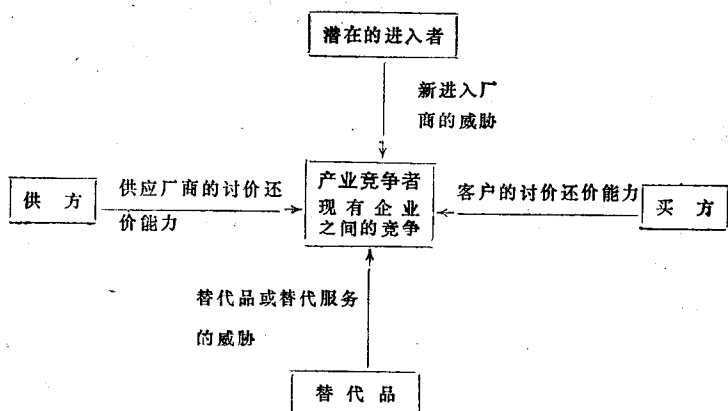 潜在的进入者
新进入厂
商的威胁
供应厂商的讨价还
价能力
供方
产业竞争者
现有企业
之间的竞争
客户的讨价还价能力
买方
替代品或替代服务
的威胁
替代品